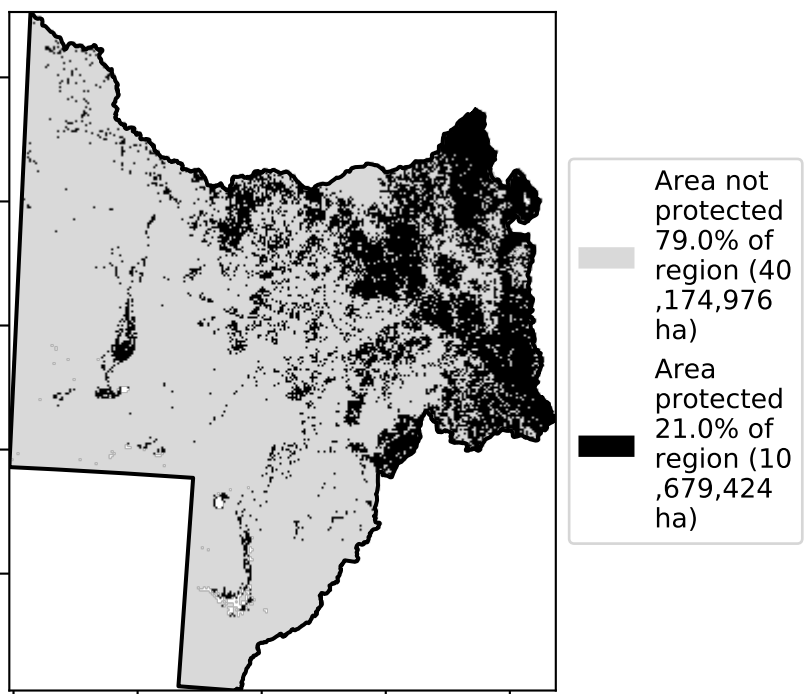 Area not
protected
79.0% of
region (40
,174,976
ha)
Area
protected
21.0% of
region (10
,679,424
ha)